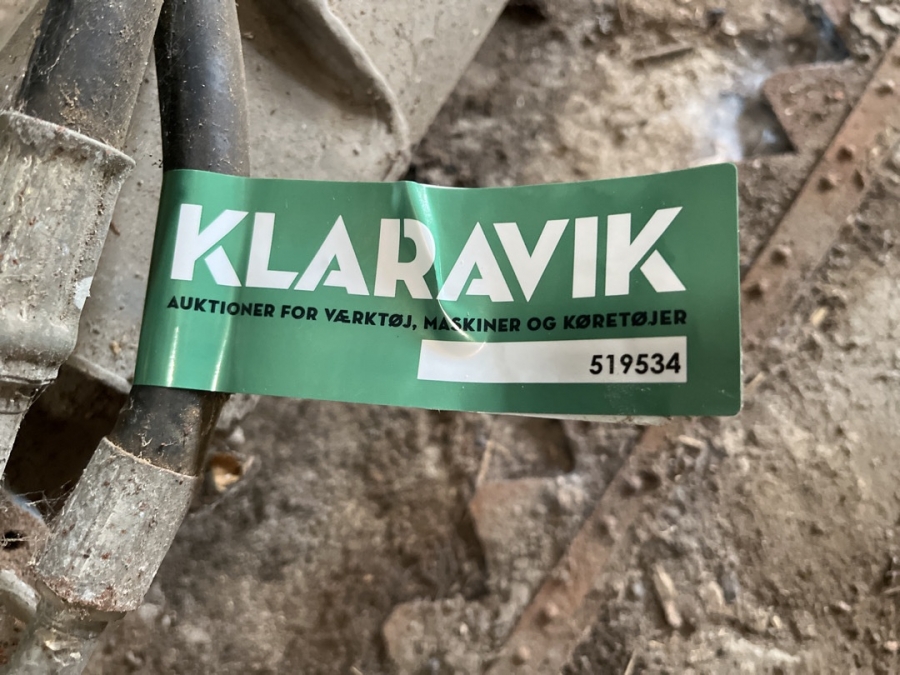 KLARAVIK
AUKTIONER FOR VÆRKTØJ, MASKINER OG KØRETØJER
519534